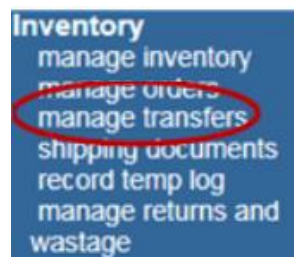 Inventory
manage inventory
manage orders
manage transfers
shipping documents
record temp log
manage returns and
wastage